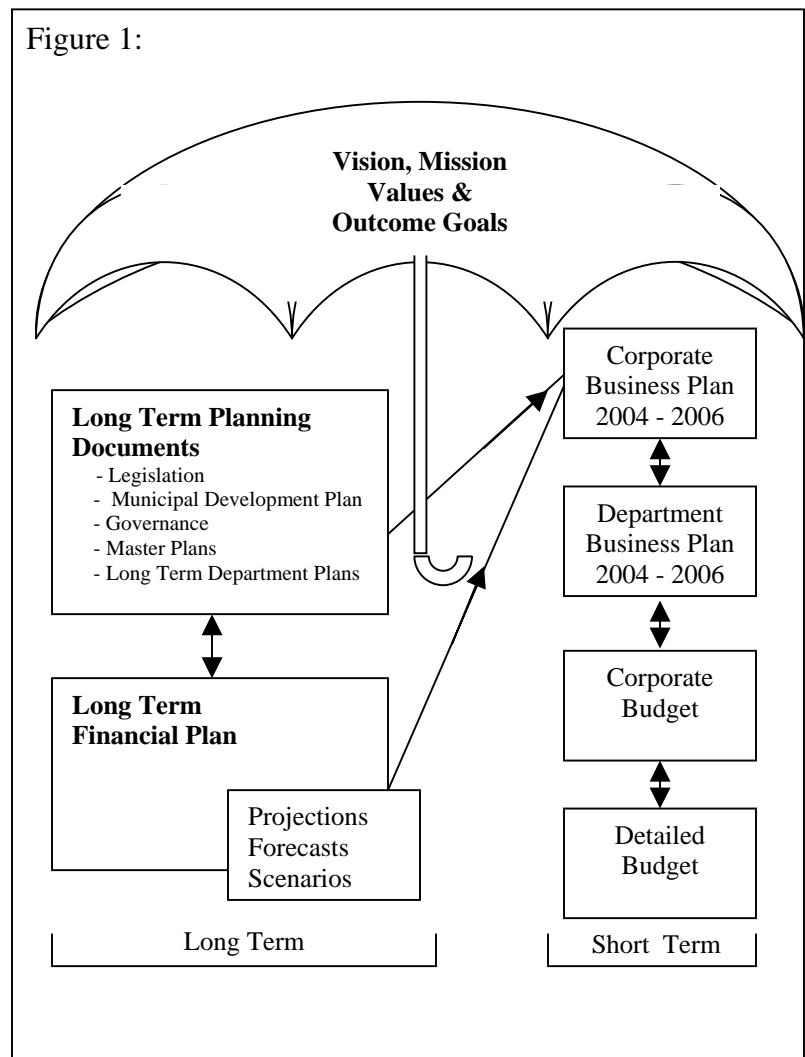 Figure 1:
Vision, Mission
Values &
Outcome Goals
Long Term Planning
Documents
- Legislation
- Municipal Development Plan
- Governance
- Master Plans
- Long Term Department Plans
Long Term
Financial Plan
Projections
Forecasts
Scenarios
Long Term
Corporate
Business Plan
2004 - 2006
Department
Business Plan
2004 - 2006
Corporate
Budget
Detailed
Budget
Short Term